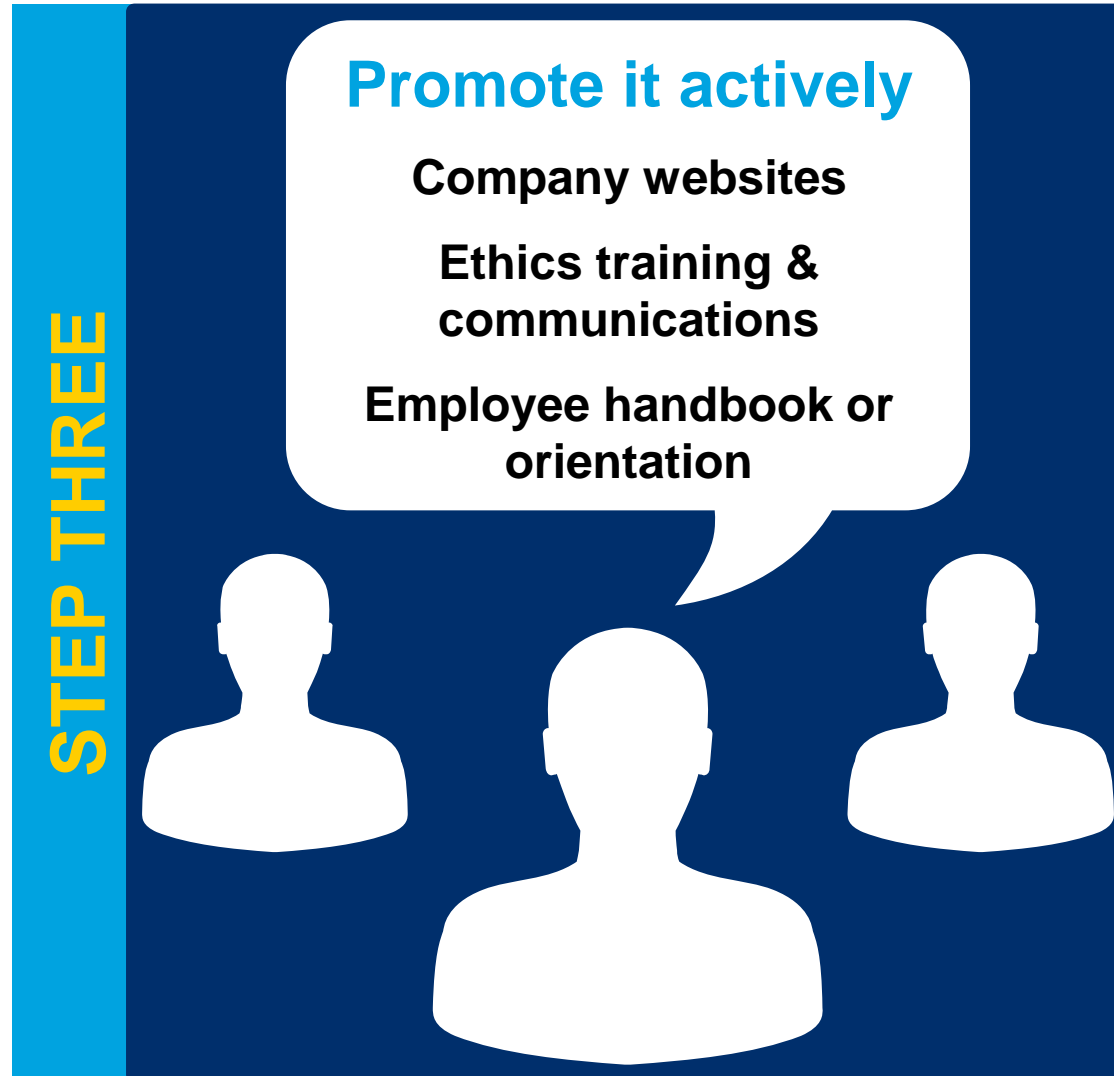 STEP THREE
Promote it actively
Company websites
Ethics training &
communications
Employee handbook or
orientation